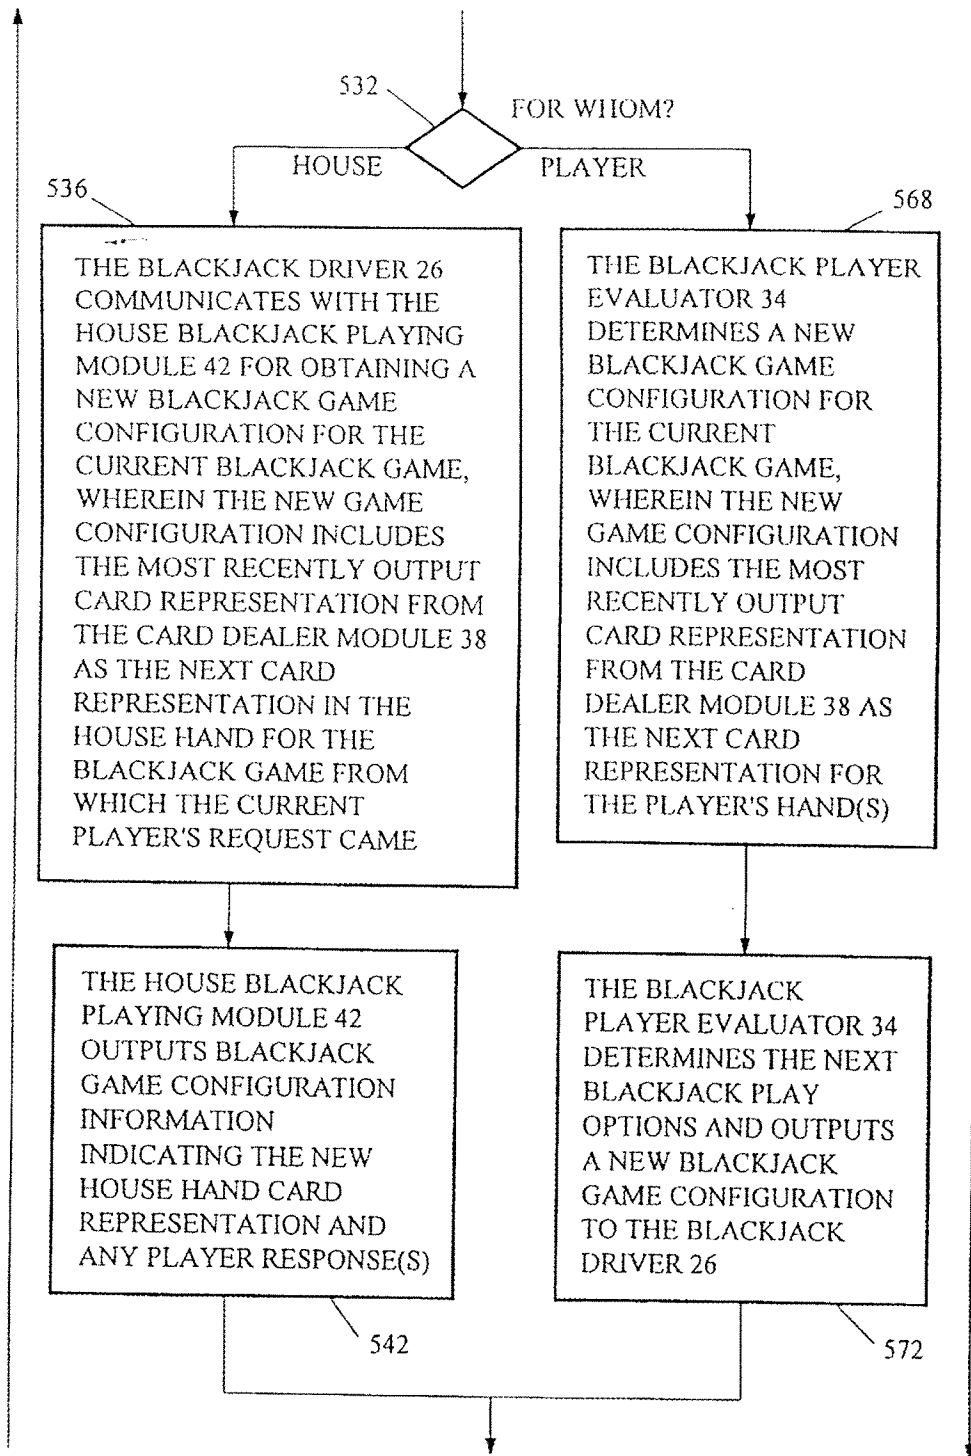 532
FOR WHOM?
HOUSE
PLAYER
536
THE BLACKJACK DRIVER 26
COMMUNICATES WITH THE
HOUSE BLACKJACK PLAYING
MODULE 42 FOR OBTAINING A
NEW BLACKJACK GAME
CONFIGURATION FOR THE
CURRENT BLACKJACK GAME,
WHEREIN THE NEW GAME
CONFIGURATION INCLUDES
THE MOST RECENTLY OUTPUT
CARD REPRESENTATION FROM
THE CARD DEALER MODULE 38
AS THE NEXT CARD
REPRESENTATION IN THE
HOUSE HAND FOR THE
BLACKJACK GAME FROM
WHICH THE CURRENT
PLAYER'S REQUEST CAME
568
THE BLACKJACK PLAYER
EVALUATOR 34
DETERMINES A NEW
BLACKJACK GAME
CONFIGURATION FOR
THE CURRENT
BLACKJACK GAME,
WHEREIN THE NEW
GAME CONFIGURATION
INCLUDES THE MOST
RECENTLY OUTPUT
CARD REPRESENTATION
FROM THE CARD
DEALER MODULE 38 AS
THE NEXT CARD
REPRESENTATION FOR
THE PLAYER'S HAND(S)
THE HOUSE BLACKJACK
PLAYING MODULE 42
OUTPUTS BLACKJACK
GAME CONFIGURATION
INFORMATION
INDICATING THE NEW
HOUSE HAND CARD
REPRESENTATION AND
ANY PLAYER RESPONSE(S)
542
THE BLACKJACK
PLAYER EVALUATOR 34
DETERMINES THE NEXT
BLACKJACK PLAY
OPTIONS AND OUTPUTS
A NEW BLACKJACK
GAME CONFIGURATION
TO THE BLACKJACK
DRIVER 26
572